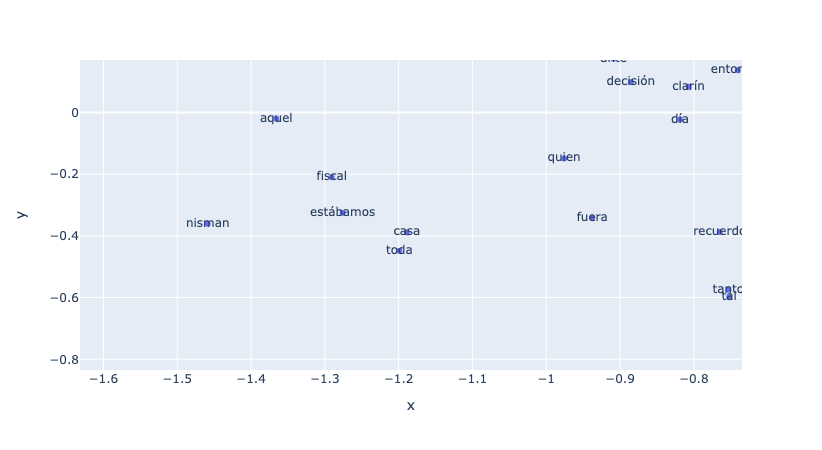 decisión
clarín
0
aquel
día
quien
−0.2
fiscal
estábamos
fuera
nisman
casa
recuerdo
−0.4
toda
tanto
tal
−0.6
−0.8
−1.6
−1.5
−1.4
−1.3
−1.2
−1.1
−1
−0.9
−0.8
x
y